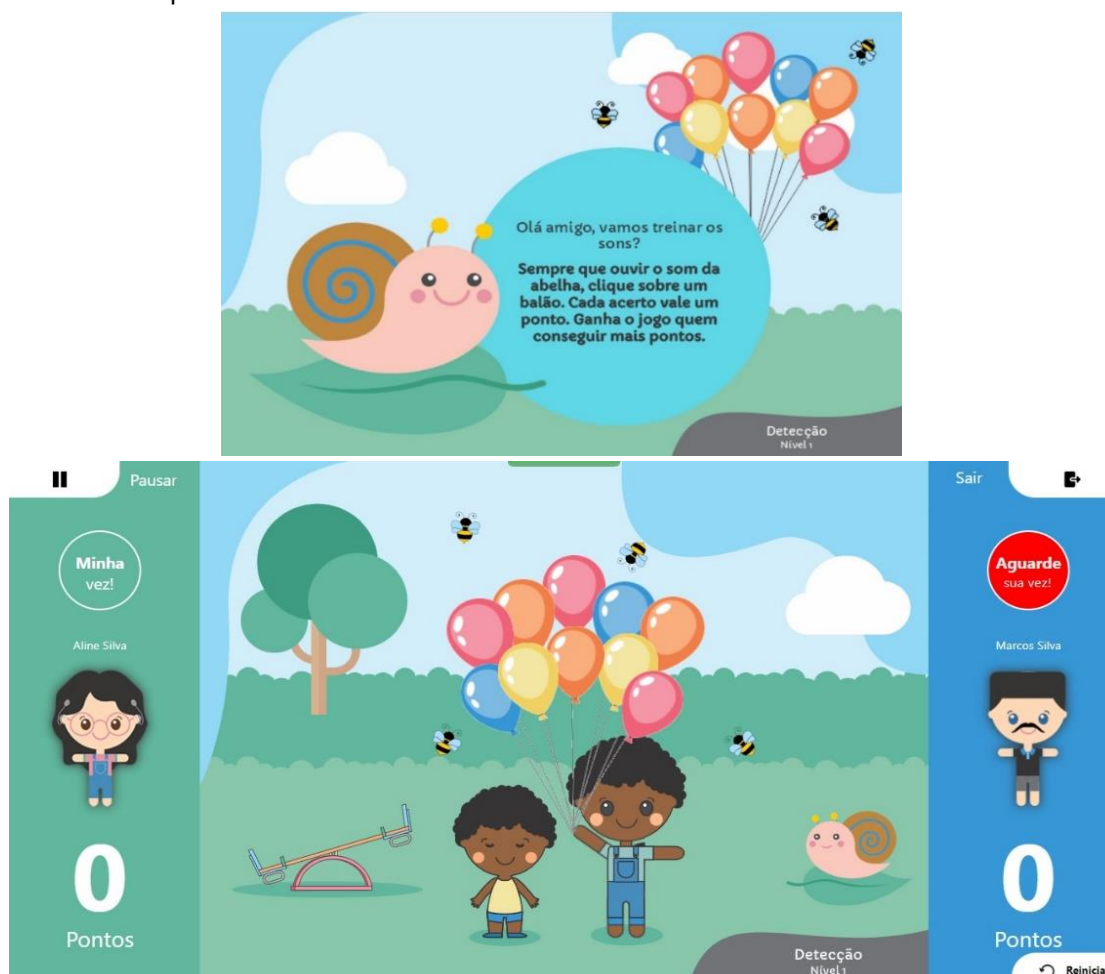 Olá amigo, vamos treinar os
sons?
Sempre que ouvir o som da
abelha, clique sobre um
balão. Cada acerto vale um
ponto. Ganha o jogo quem
conseguir mais pontos.
Detecção
Nível 1
Pausar
Sair
Minha
vez!
Aguarde
sua vez!
Aline Silva
Marcos Silva
0
Pontos
0
Pontos
Detecção
Nível 1